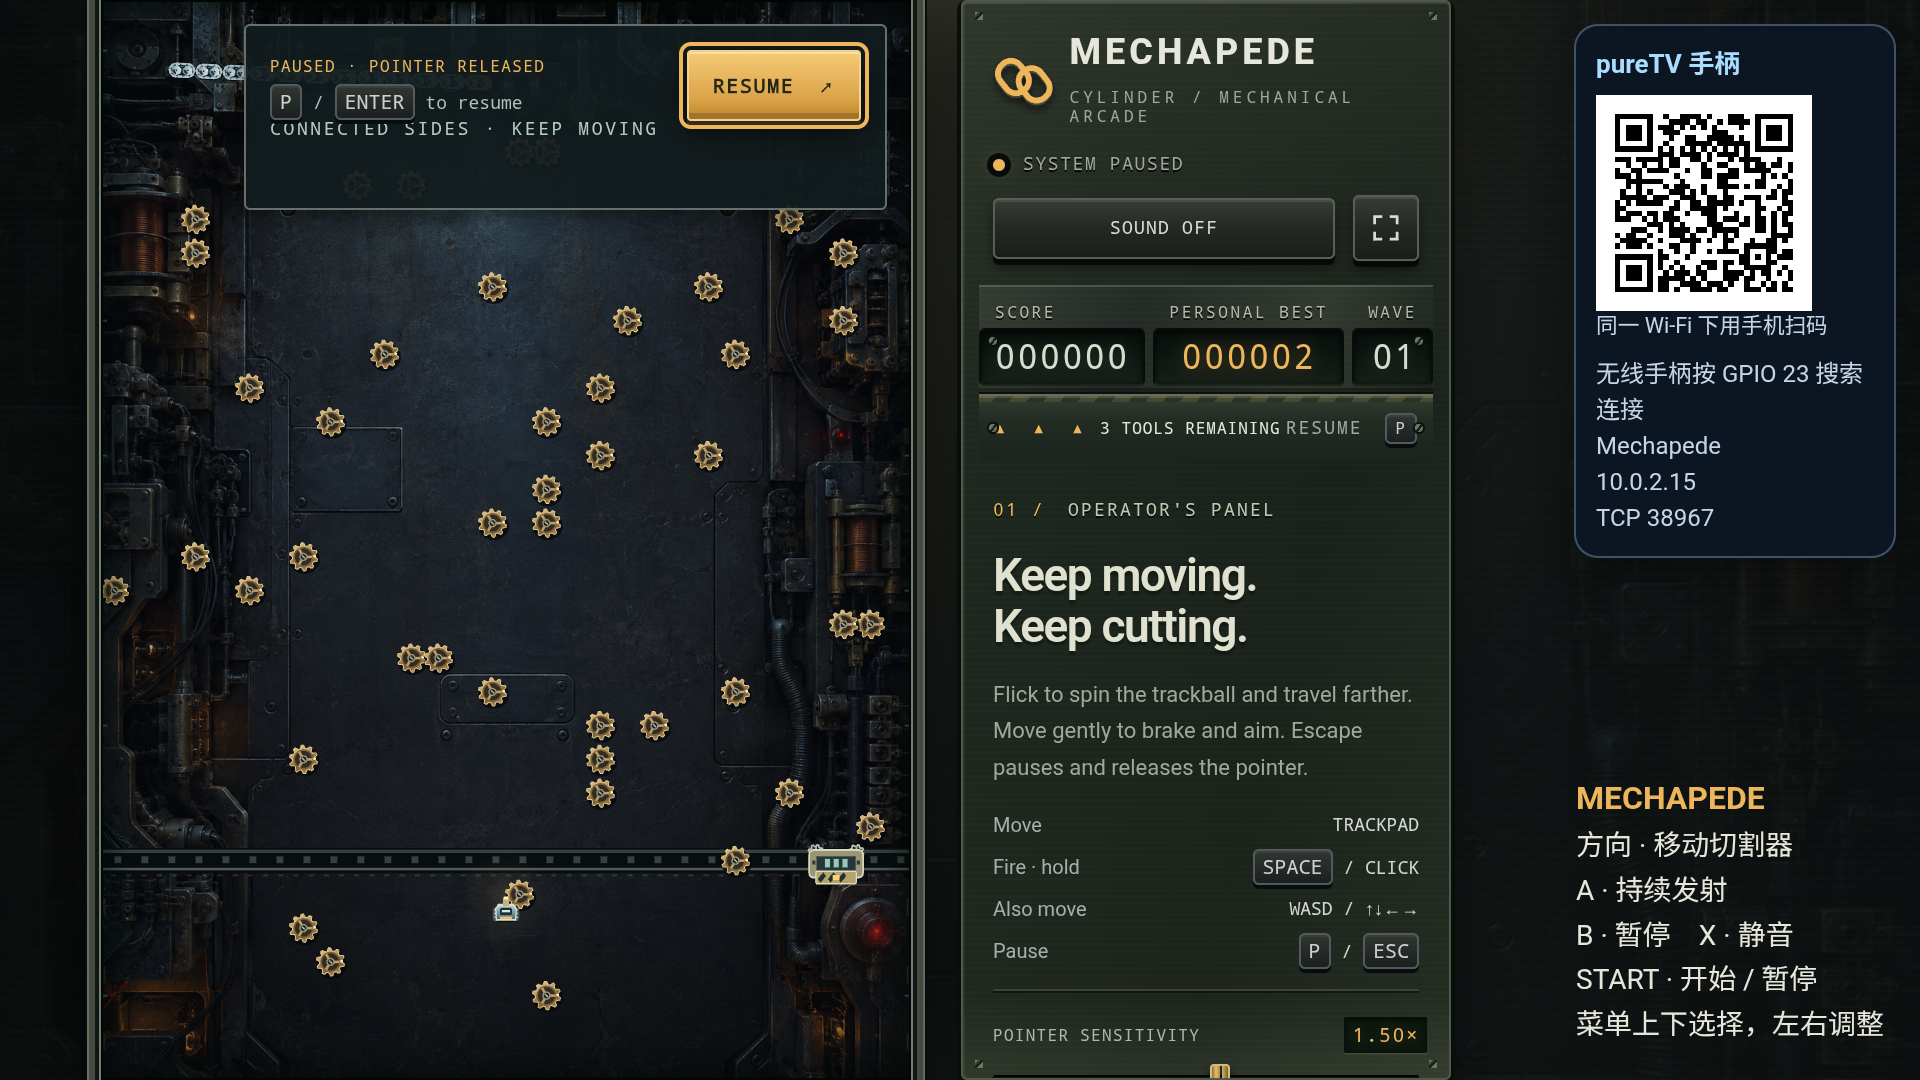 PAUSED · POINTER RELEASED
P / ENTER to resume
CONNECTED SIDES · KEEP MOVING
RESUME ↗
MECHAPEDE
CYLINDER / MECHANICAL
ARCADE
SYSTEM PAUSED
SOUND OFF
SCORE PERSONAL BEST WAVE
000000 000002 01
▲ ▲ ▲ 3 TOOLS REMAINING RESUME P
01 / OPERATOR'S PANEL
Keep moving.
Keep cutting.
Flick to spin the trackball and travel farther.
Move gently to brake and aim. Escape
pauses and releases the pointer.
Move TRACKPAD
Fire · hold SPACE / CLICK
Also move WASD / ↑↓←→
Pause P / ESC
POINTER SENSITIVITY 1.50×
pureTV 手柄
同一 Wi-Fi 下用手机扫码
无线手柄按 GPIO 23 搜索
连接
Mechapede
10.0.2.15
TCP 38967
MECHAPEDE
方向 · 移动切割器
A · 持续发射
B · 暂停 X · 静音
START · 开始 / 暂停
菜单上下选择，左右调整